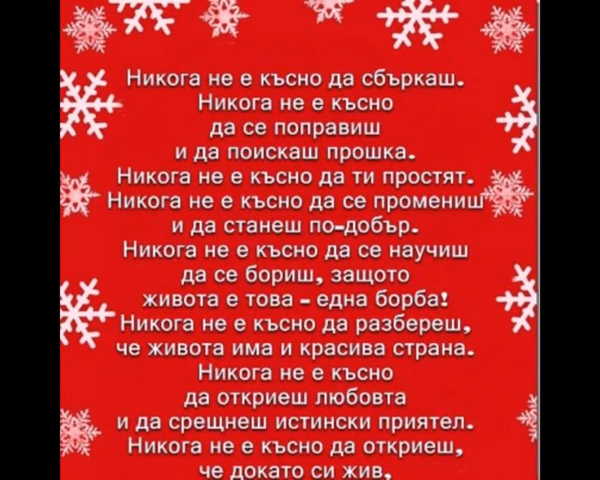 Никога не е късно да сбъркаш.
Никога не е късно
да се поправиш
и да поискаш прошка.
Никога не е късно да ти простят.
Никога не е късно да се промениш
и да станеш по-добър.
Никога не е късно да се научиш
да се бориш, защото
живота е това - една борба!
Никога не е късно да разбереш,
че живота има и красива страна.
Никога не е късно
да откриеш любовта
и да срещнеш истински приятел.
Никога не е късно да откриеш,
че докато си жив,